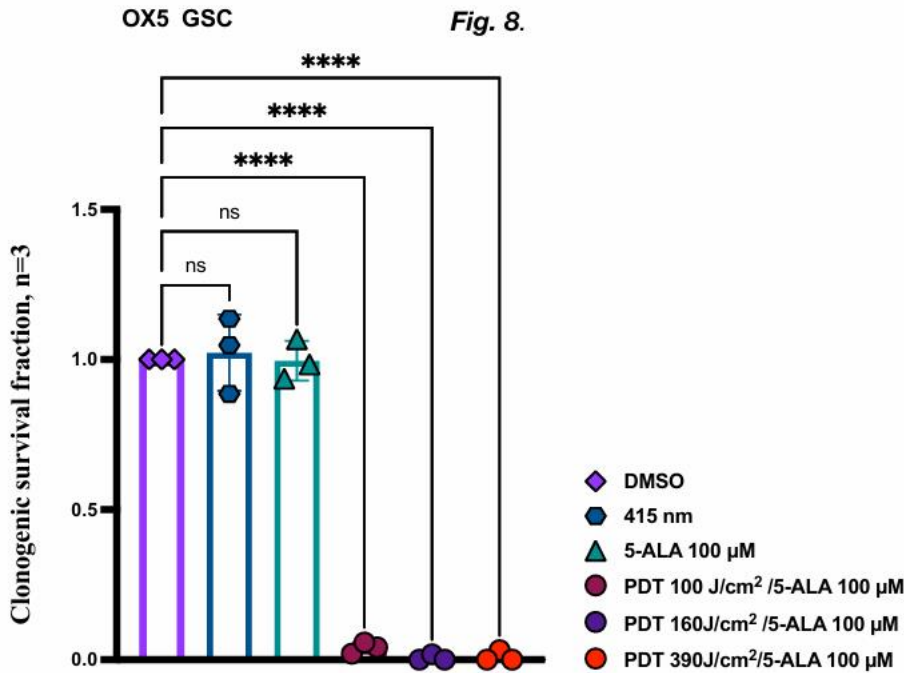 OX5 GSC
Fig. 8.
****
****
****
ns
ns
1.5
1.0
0.5
0.0
Clonogenic survival fraction, n=3
DMSO
415 nm
5-ALA 100 µM
PDT 100 J/cm² /5-ALA 100 µM
PDT 160J/cm² /5-ALA 100 µM
PDT 390J/cm²/5-ALA 100 µM